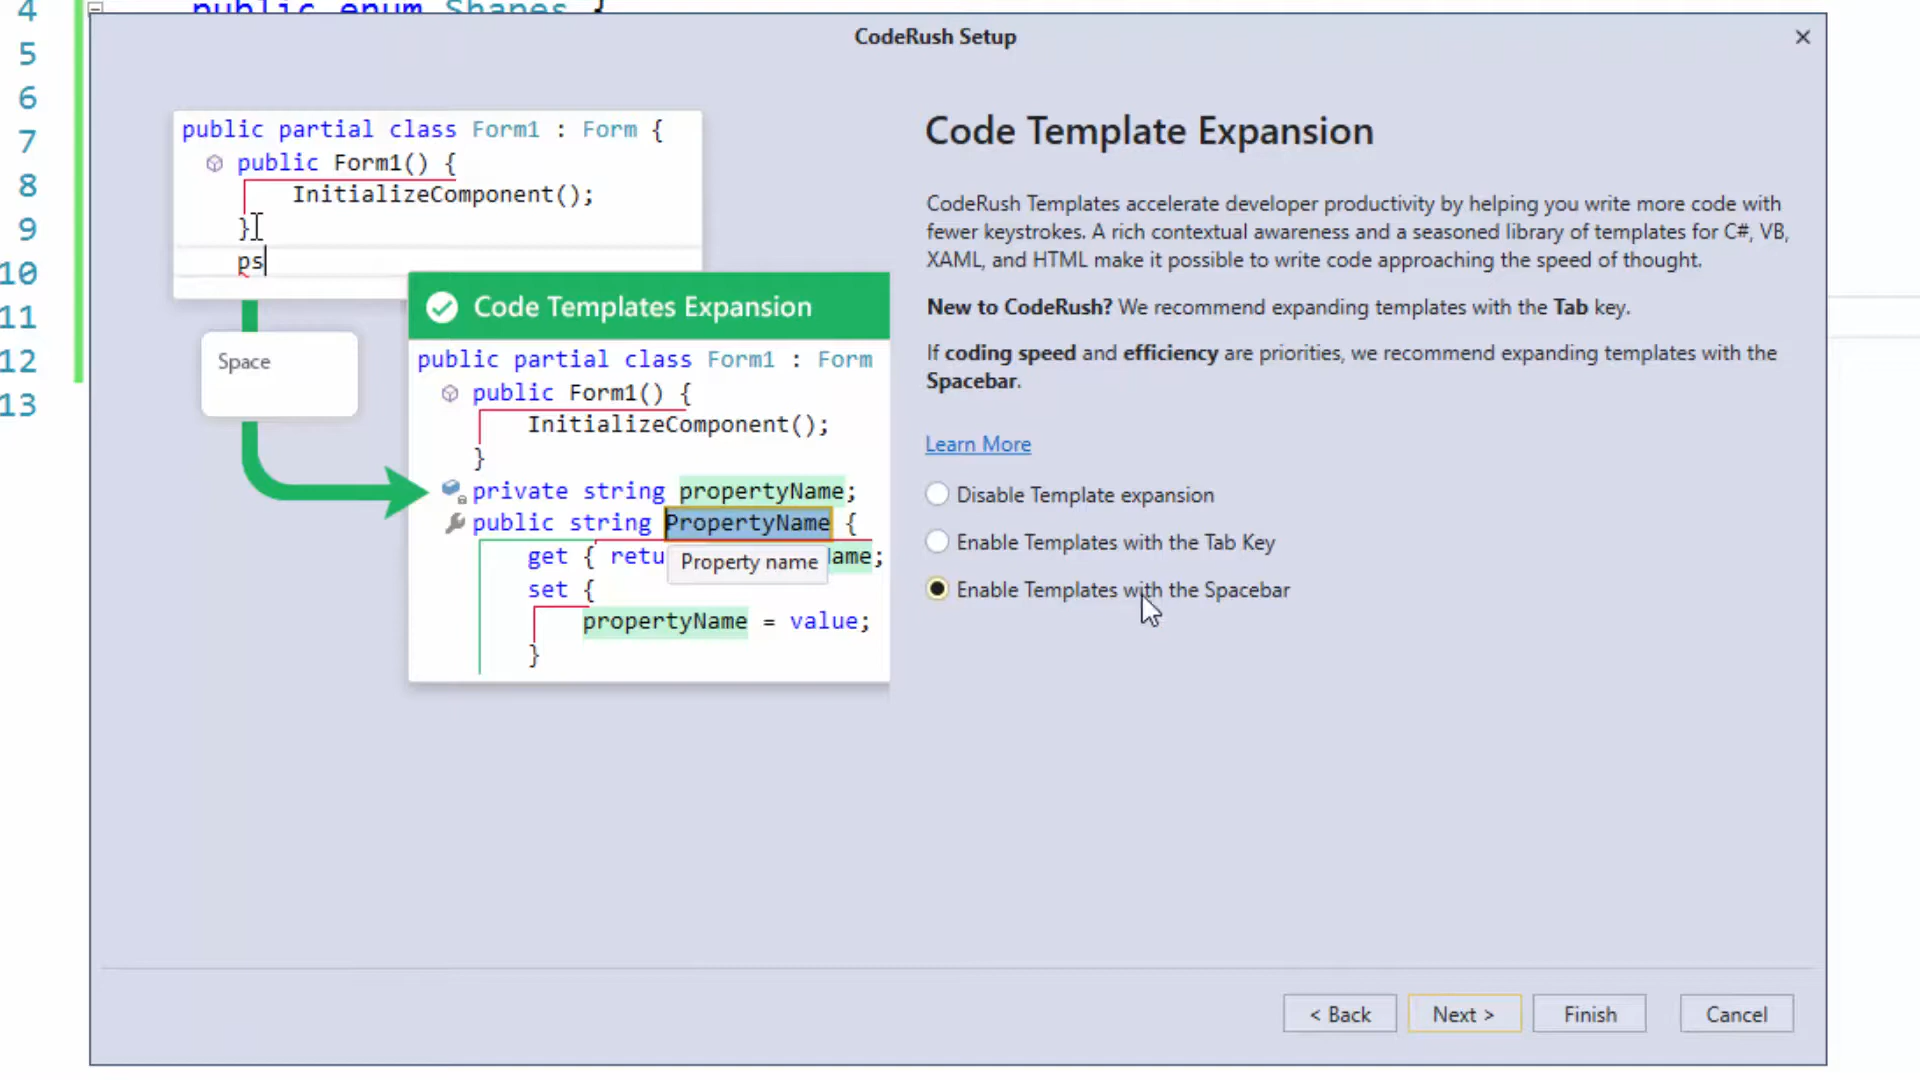 4 public enum Shapes {
5
6
7
8
9
10
11
12
13
CodeRush Setup
public partial class Form1 : Form {
public Form1() {
InitializeComponent();
}
ps
Space
Code Templates Expansion
public partial class Form1 : Form
public Form1() {
InitializeComponent();
}
private string propertyName;
public string PropertyName {
get { retu ame;
Property name
set {
propertyName = value;
}
Code Template Expansion
CodeRush Templates accelerate developer productivity by helping you write more code with
fewer keystrokes. A rich contextual awareness and a seasoned library of templates for C#, VB,
XAML, and HTML make it possible to write code approaching the speed of thought.
New to CodeRush? We recommend expanding templates with the Tab key.
If coding speed and efficiency are priorities, we recommend expanding templates with the
Spacebar.
Learn More
Disable Template expansion
Enable Templates with the Tab Key
Enable Templates with the Spacebar
< Back Next > Finish Cancel